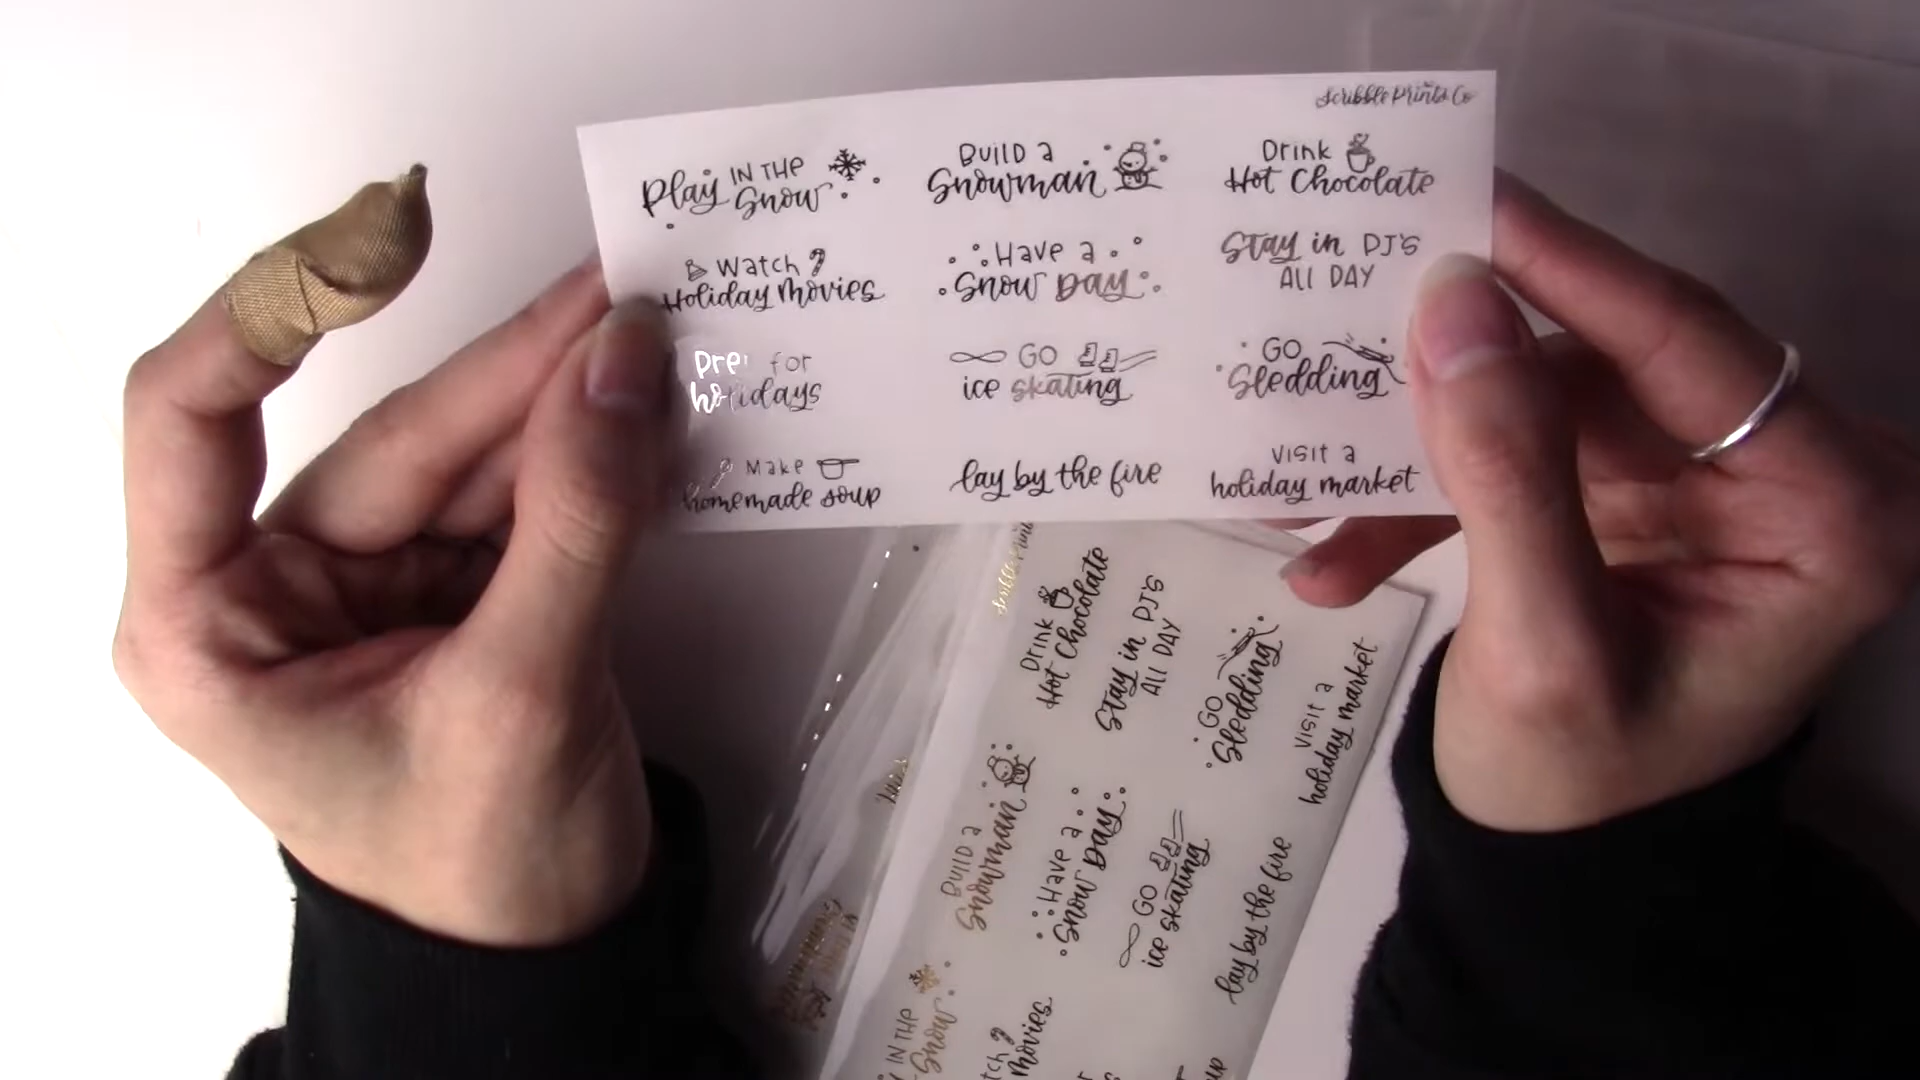 Scribble Prints Co
Play IN THE
Snow
BUILD a
Snowman
Drink
Hot Chocolate
Watch
Holiday Movies
Have a
Snow Day
Stay in PJ'S
ALL DAY
for
holidays
GO
ice skating
GO
Sledding
Make
homemade soup
lay by the fire
VISIT a
holiday market
Drink
Hot Chocolate
Stay in PJ'S
ALL DAY
GO
Sledding
VISIT a
holiday market
BUILD a
Snowman
Have a
Snow Day
GO
ice skating
lay by the fire
IN THE
Snow
Movies